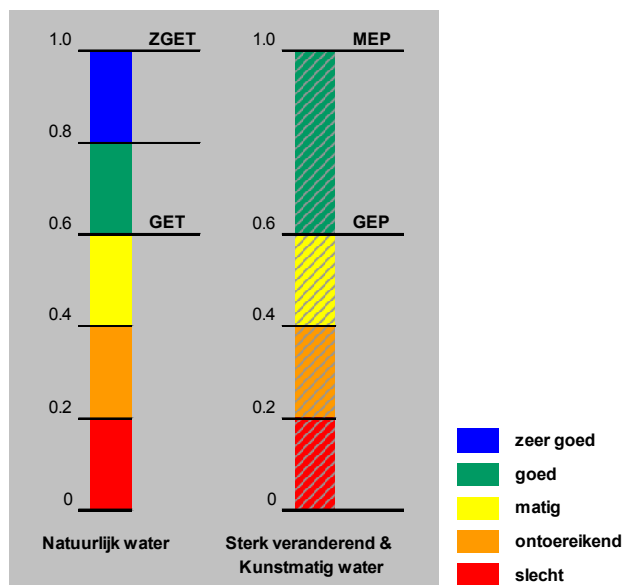 1.0 ZGET
0.8
0.6 GET
0.4
0.2
0
Natuurlijk water
1.0 MEP
0.6 GEP
0.4
0.2
0
Sterk veranderend &
Kunstmatig water
zeer goed
goed
matig
ontoereikend
slecht